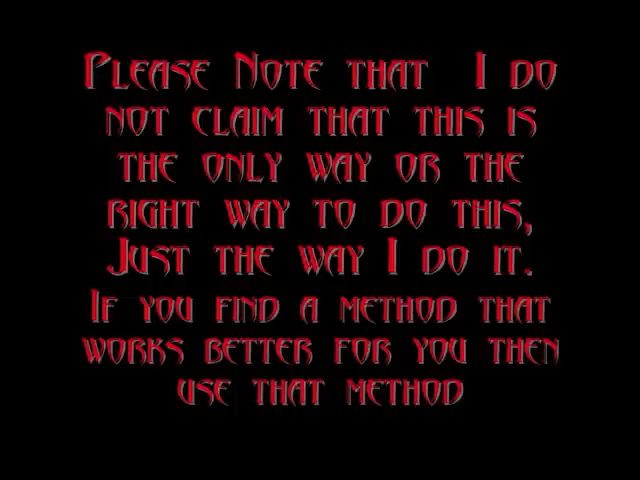 Please Note that I do
not claim that this is
the only way or the
right way to do this,
Just the way I do it.
If you find a method that
works better for you then
use that method